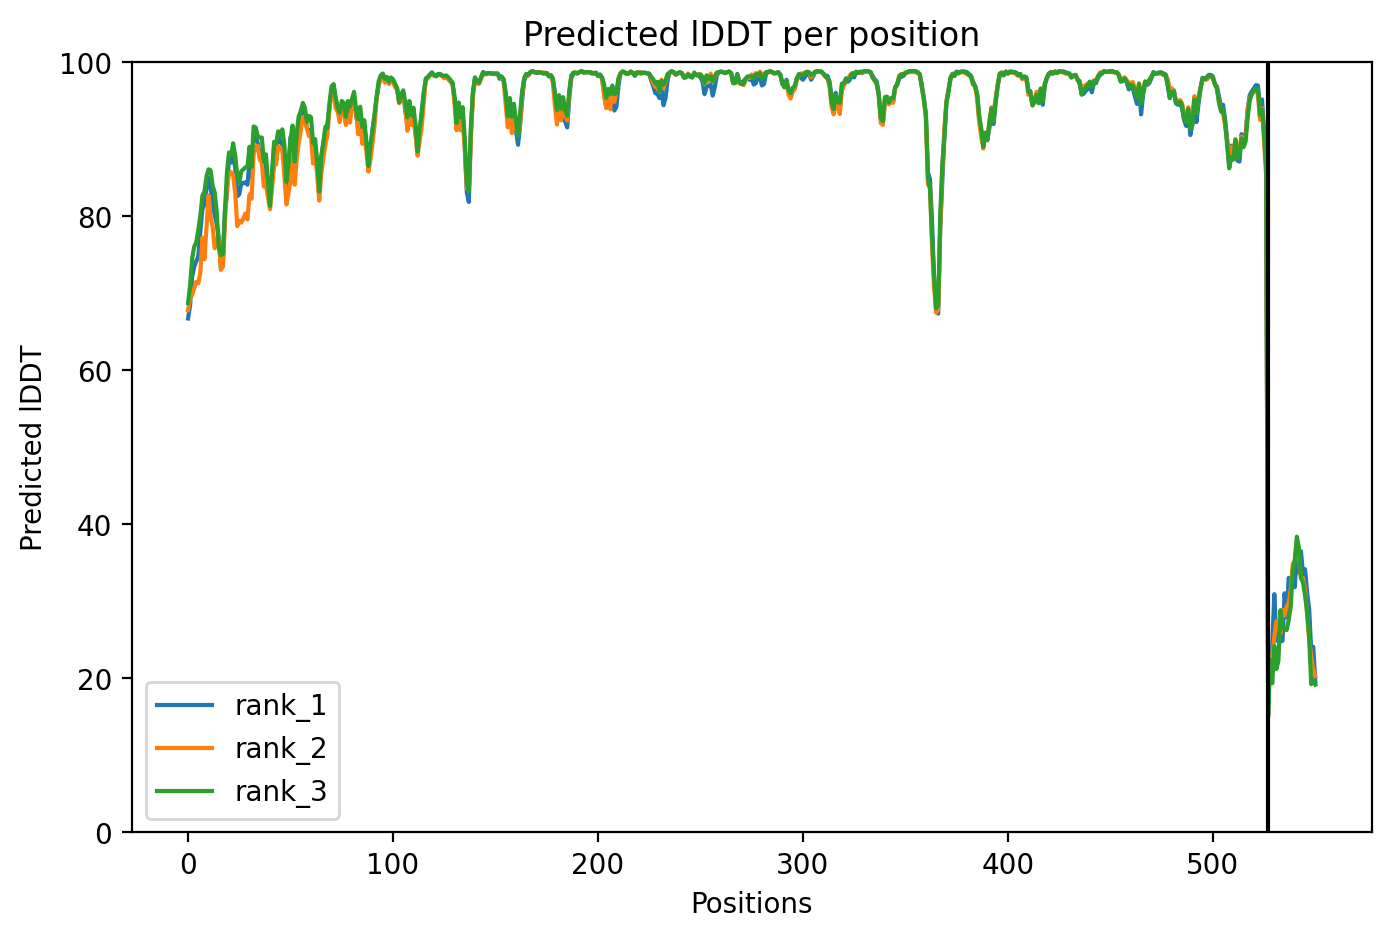 Predicted lDDT per position
100
80
60
40
20
0
Predicted lDDT
rank_1
rank_2
rank_3
0 100 200 300 400 500
Positions